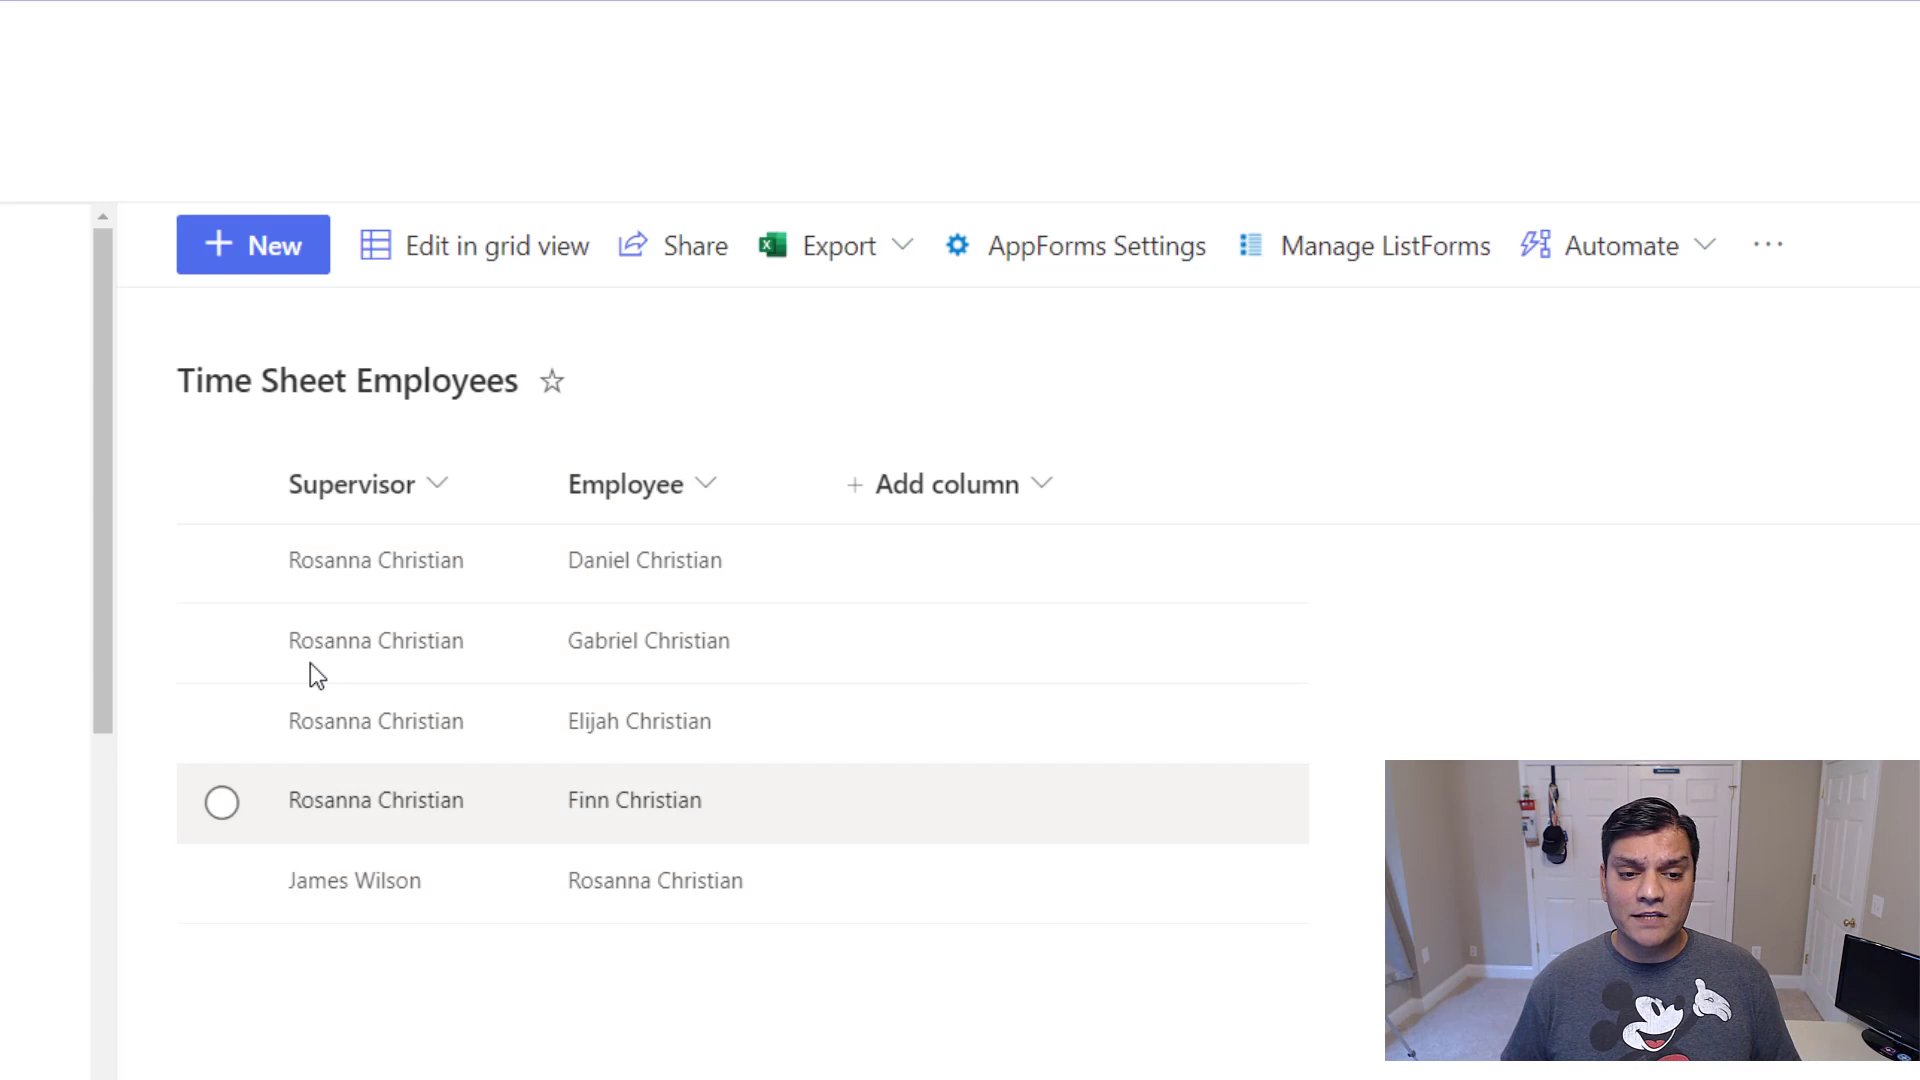 New Edit in grid view Share Export AppForms Settings Manage ListForms Automate ...
Time Sheet Employees
Supervisor Employee + Add column
Rosanna Christian Daniel Christian
Rosanna Christian Gabriel Christian
Rosanna Christian Elijah Christian
Rosanna Christian Finn Christian
James Wilson Rosanna Christian